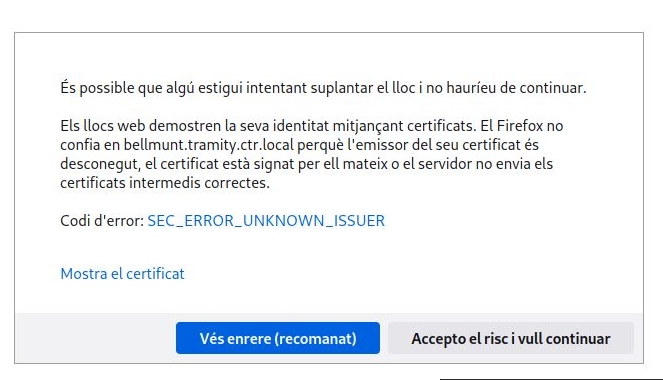 És possible que algú estigui intentant suplantar el lloc i no hauríeu de continuar.
Els llocs web demostren la seva identitat mitjançant certificats. El Firefox no
confia en bellmunt.tramity.ctr.local perquè l'emissor del seu certificat és
desconegut, el certificat està signat per ell mateix o el servidor no envia els
certificats intermedis correctes.
Codi d'error: SEC_ERROR_UNKNOWN_ISSUER
Mostra el certificat
Vés enrere (recomanat)
Accepto el risc i vull continuar